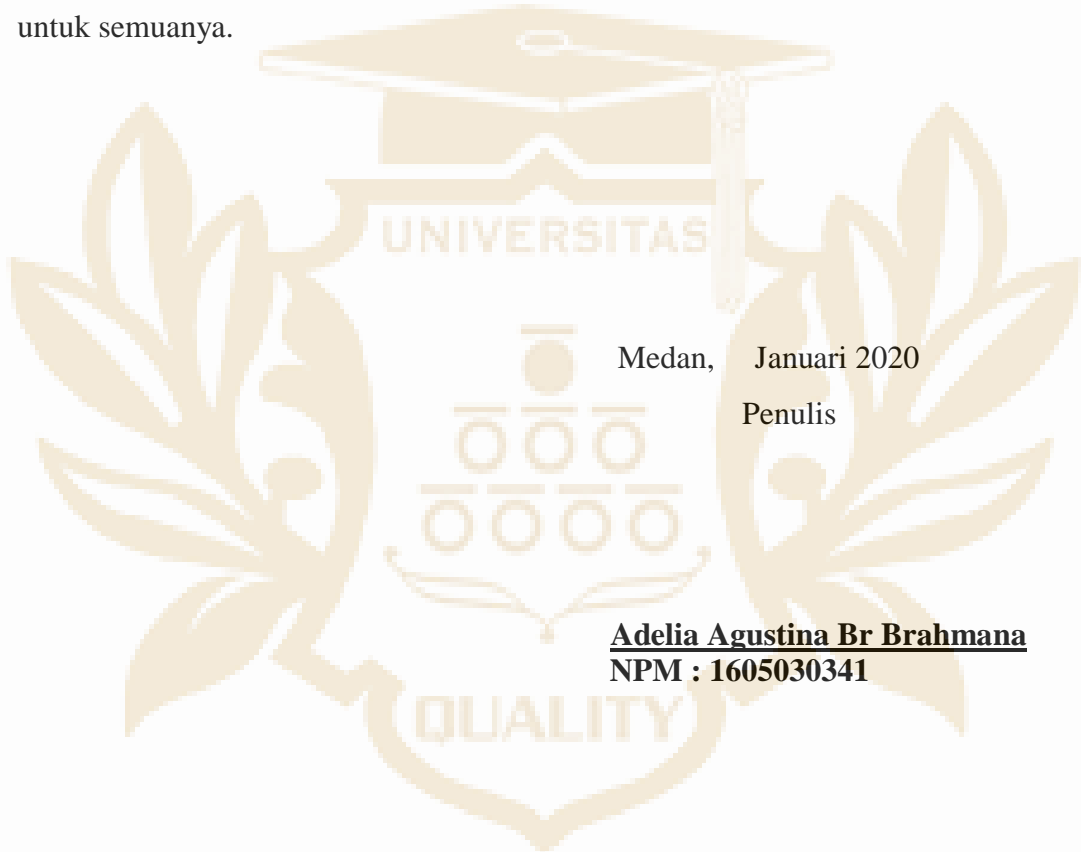 untuk semuanya.
UNIVERSITAS
Medan, Januari 2020
Penulis
Adelia Agustina Br Brahmana
NPM : 1605030341
QUALITY